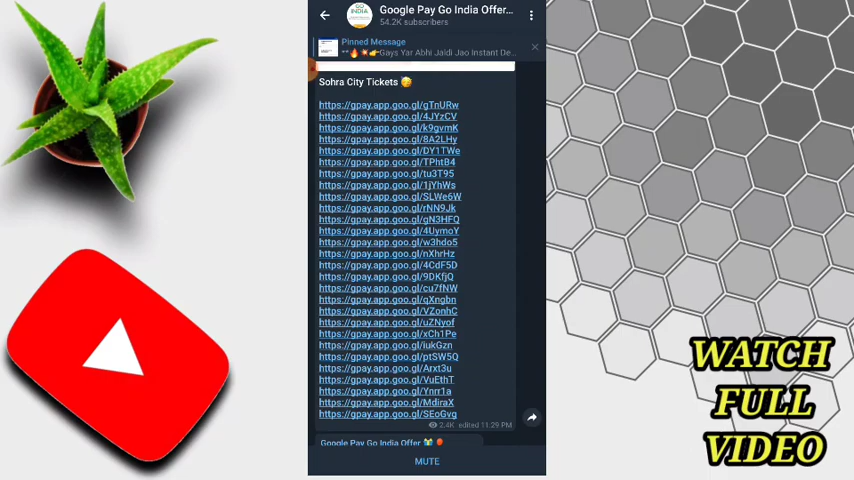 GO
INDIA
Google Pay Go India Offer...
54.2K subscribers
Pinned Message
**🔥💥👉Gays Yar Abhi Jaldi Jao Instant De...
Sohra City Tickets 🥳
https://gpay.app.goo.gl/gTnURw
https://gpay.app.goo.gl/4JYzCV
https://gpay.app.goo.gl/k9gvmK
https://gpay.app.goo.gl/8A2LHy
https://gpay.app.goo.gl/DY1TWe
https://gpay.app.goo.gl/TPhtB4
https://gpay.app.goo.gl/tu3T95
https://gpay.app.goo.gl/1jYhWs
https://gpay.app.goo.gl/SLWe6W
https://gpay.app.goo.gl/rNN9Jk
https://gpay.app.goo.gl/gN3HFQ
https://gpay.app.goo.gl/4UymoY
https://gpay.app.goo.gl/w3hdo5
https://gpay.app.goo.gl/nXhrHz
https://gpay.app.goo.gl/4CdF5D
https://gpay.app.goo.gl/9DKfjQ
https://gpay.app.goo.gl/cu7fNW
https://gpay.app.goo.gl/qXngbn
https://gpay.app.goo.gl/VZonhC
https://gpay.app.goo.gl/uZNyof
https://gpay.app.goo.gl/xCh1Pe
https://gpay.app.goo.gl/iukGzn
https://gpay.app.goo.gl/ptSW5Q
https://gpay.app.goo.gl/Arxt3u
https://gpay.app.goo.gl/VuEthT
https://gpay.app.goo.gl/Ynrr1a
https://gpay.app.goo.gl/MdiraX
https://gpay.app.goo.gl/SEoGvg
2.4K edited 11:29 PM
Google Pay Go India Offer
MUTE
WATCH
FULL
VIDEO